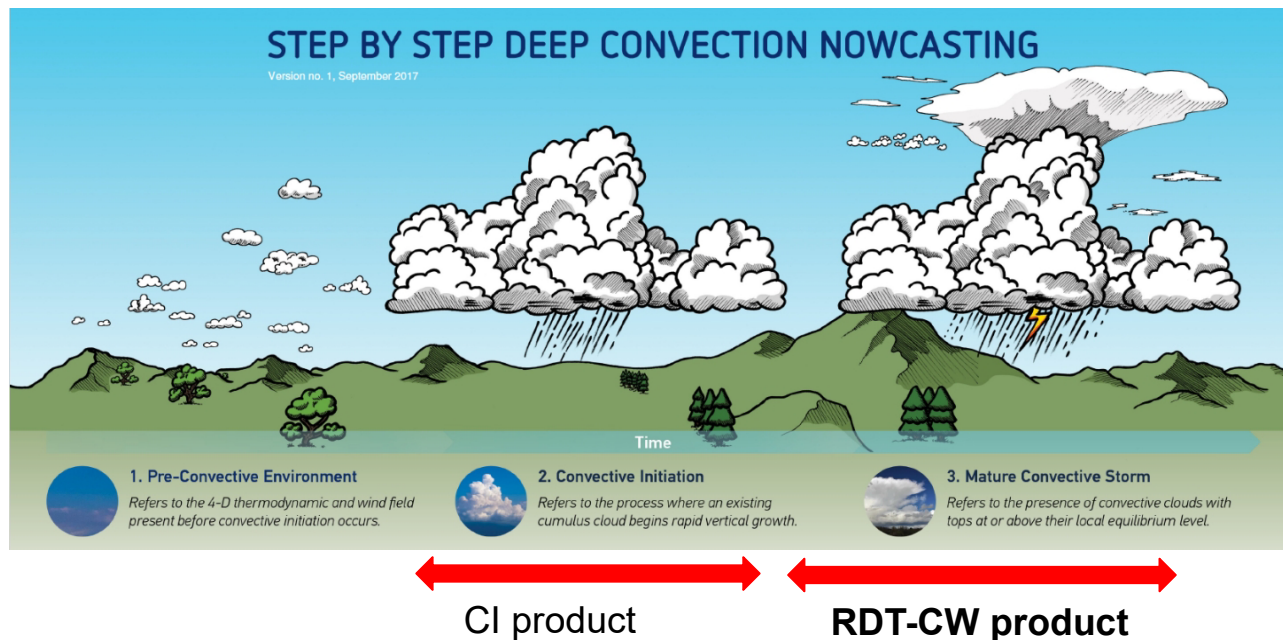 STEP BY STEP DEEP CONVECTION NOWCASTING
Version no. 1, September 2017
Time
1. Pre-Convective Environment
Refers to the 4-D thermodynamic and wind field
present before convective initiation occurs.
2. Convective Initiation
Refers to the process where an existing
cumulus cloud begins rapid vertical growth.
3. Mature Convective Storm
Refers to the presence of convective clouds with
tops at or above their local equilibrium level.
CI product
RDT-CW product